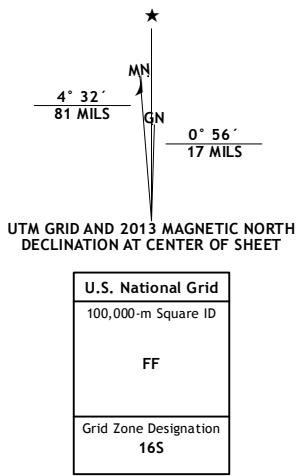 ★
MN
4° 32´
81 MILS
GN
0° 56´
17 MILS
UTM GRID AND 2013 MAGNETIC NORTH
DECLINATION AT CENTER OF SHEET
U.S. National Grid
100,000-m Square ID
FF
Grid Zone Designation
16S